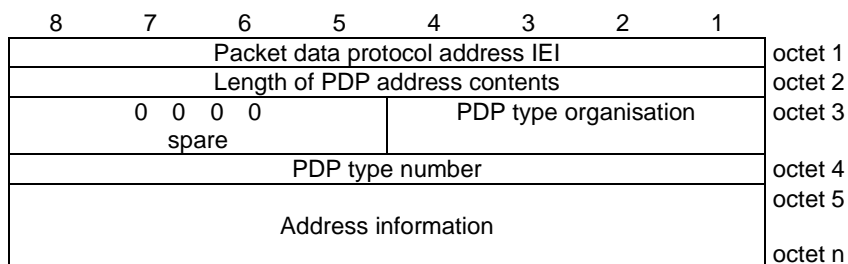 8 7 6 5 4 3 2 1
Packet data protocol address IEI octet 1
Length of PDP address contents octet 2
0 0 0 0 PDP type organisation octet 3
spare
PDP type number octet 4
octet 5
Address information
octet n